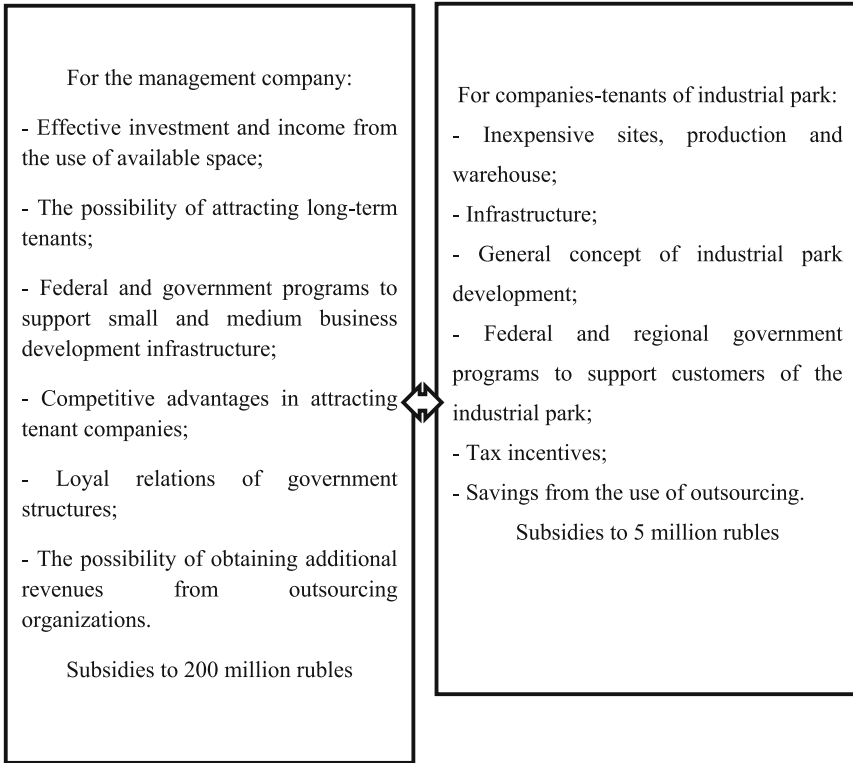 For the management company:
- Effective investment and income from
the use of available space;
- The possibility of attracting long-term
tenants;
- Federal and government programs to
support small and medium business
development infrastructure;
- Competitive advantages in attracting
tenant companies;
- Loyal relations of government
structures;
- The possibility of obtaining additional
revenues from outsourcing
organizations.
Subsidies to 200 million rubles
For companies-tenants of industrial park:
- Inexpensive sites, production and
warehouse;
- Infrastructure;
- General concept of industrial park
development;
- Federal and regional government
programs to support customers of the
industrial park;
- Tax incentives;
- Savings from the use of outsourcing.
Subsidies to 5 million rubles